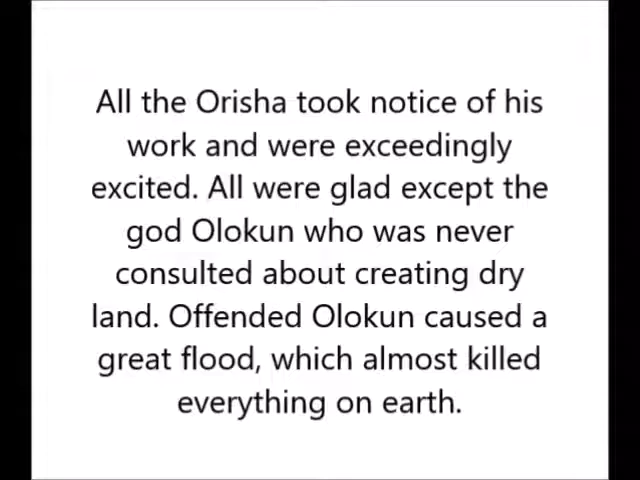 All the Orisha took notice of his
work and were exceedingly
excited. All were glad except the
god Olokun who was never
consulted about creating dry
land. Offended Olokun caused a
great flood, which almost killed
everything on earth.